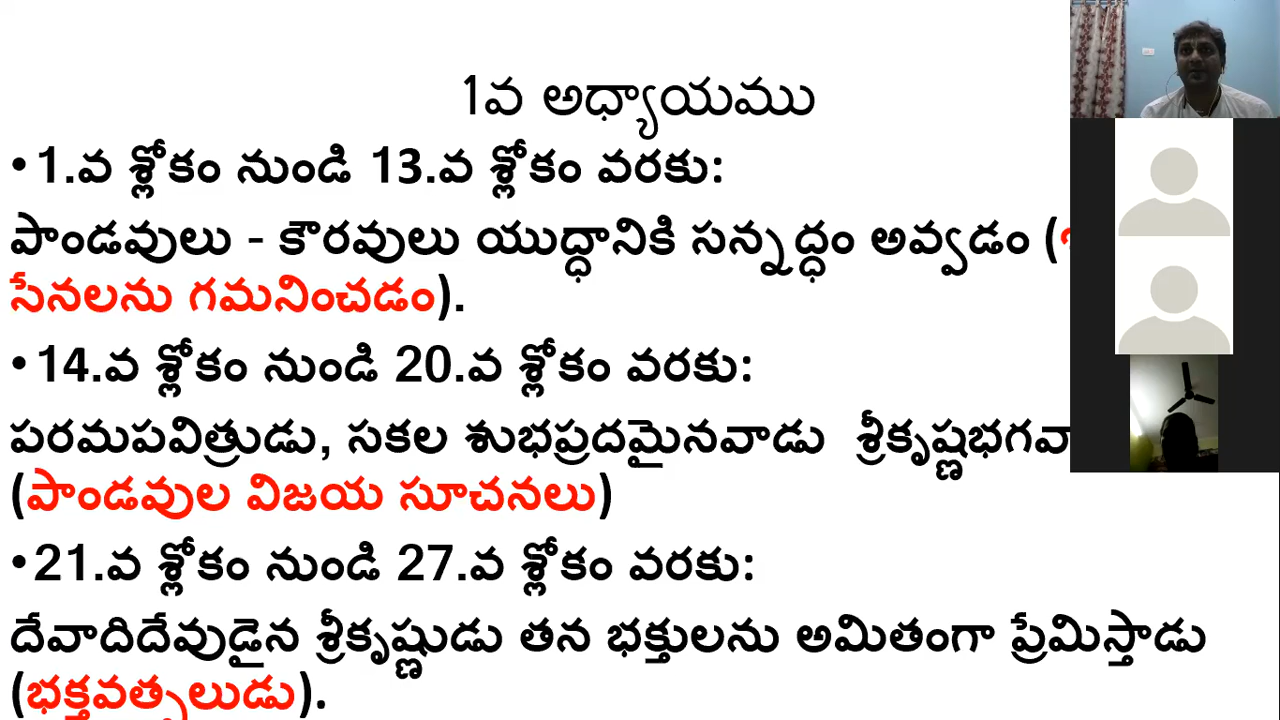 1వ అధ్యాయము
•1.వ శ్లోకం నుండి 13.వ శ్లోకం వరకు:
పాండవులు - కౌరవులు యుద్ధానికి సన్నద్ధం అవ్వడం (
సేనలను గమనించడం).
•14.వ శ్లోకం నుండి 20.వ శ్లోకం వరకు:
పరమపవిత్రుడు, సకల శుభప్రదమైనవాడు
(పాండవుల విజయ సూచనలు)
•21.వ శ్లోకం నుండి 27.వ శ్లోకం వరకు:
దేవాదిదేవుడైన శ్రీకృష్ణుడు తన భక్తులను అమితంగా ప్రేమిస్తాడు
(భక్తవత్సలుడు).